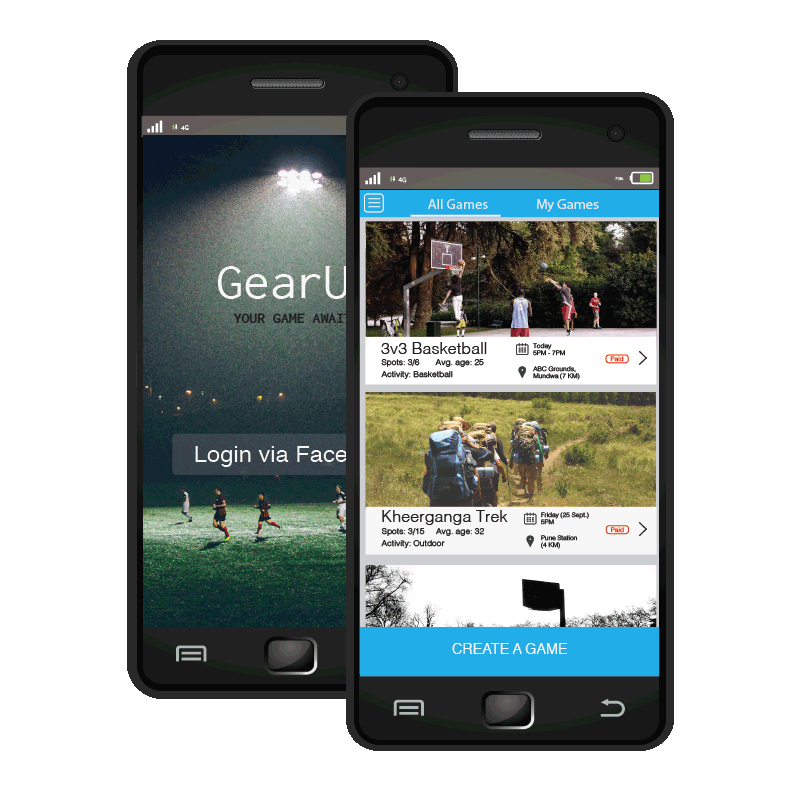 4G
GearU
YOUR GAME AWAIT
Login via Face
4G
All Games
My Games
3v3 Basketball
Spots: 3/6 Avg. age: 25
Activity: Basketball
Today
5PM - 7PM
ABC Grounds,
Mundwa (7 KM)
Paid
Kheerganga Trek
Spots: 3/15 Avg. age: 32
Activity: Outdoor
Friday (25 Sept.)
5PM
Pune Station
(4 KM)
Paid
CREATE A GAME